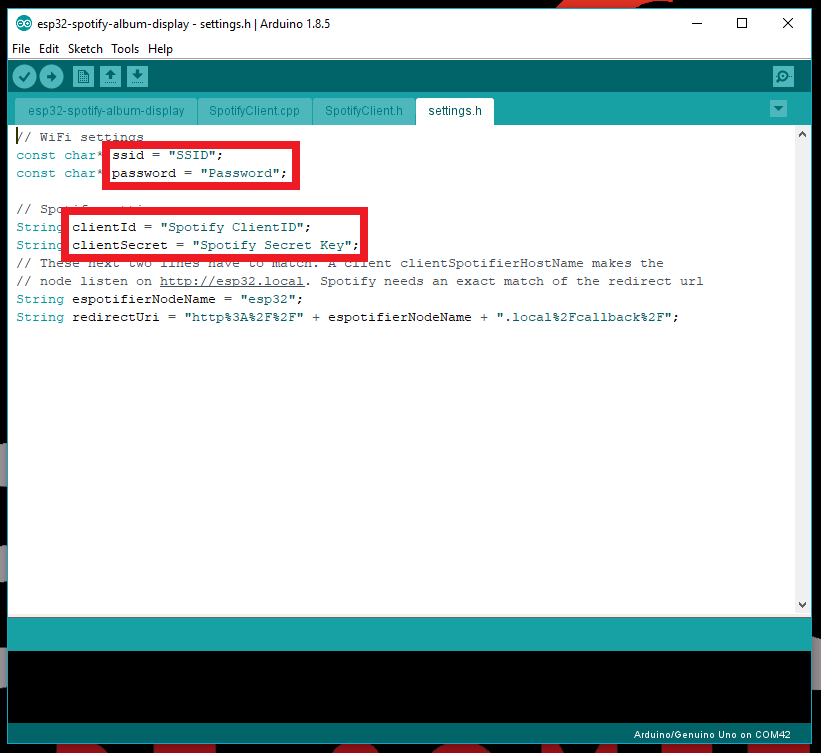 esp32-spotify-album-display - settings.h | Arduino 1.8.5
File Edit Sketch Tools Help
esp32-spotify-album-display SpotifyClient.cpp SpotifyClient.h settings.h
// WiFi settings
const char* ssid = "SSID";
const char* password = "Password";
//
String clientId = "Spotify ClientID";
String clientSecret = "Spotify Secret Key";
// These next two lines have to match. A client clientSpotifierHostName makes the
// node listen on http://esp32.local. Spotify needs an exact match of the redirect url
String espotifierNodeName = "esp32";
String redirectUri = "http%3A%2F%2F" + espotifierNodeName + ".local%2Fcallback%2F";
Arduino/Genuino Uno on COM42